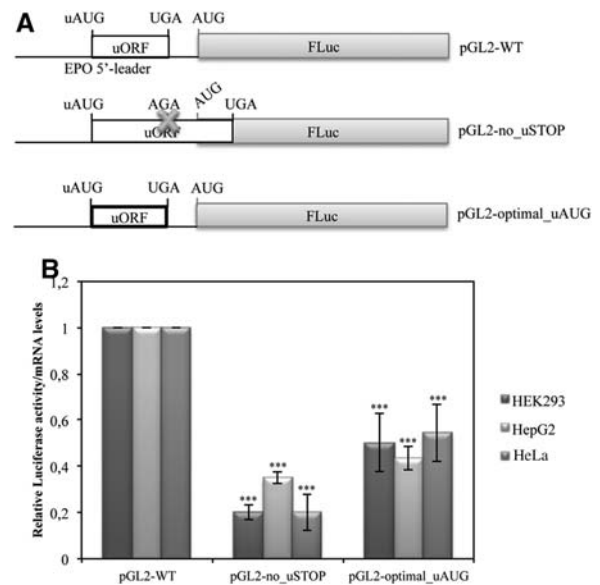 A
uAUG UGA AUG
uORF FLuc pGL2-WT
EPO 5'-leader
uAUG AGA AUG UGA
uORF FLuc pGL2-no_uSTOP
uAUG UGA AUG
uORF FLuc pGL2-optimal_uAUG
B
Relative Luciferase activity/mRNA levels
1,2
1
0,8
0,6
0,4
0,2
0
*** *** ***
*** *** ***
HEK293
HepG2
HeLa
pGL2-WT pGL2-no_uSTOP pGL2-optimal_uAUG